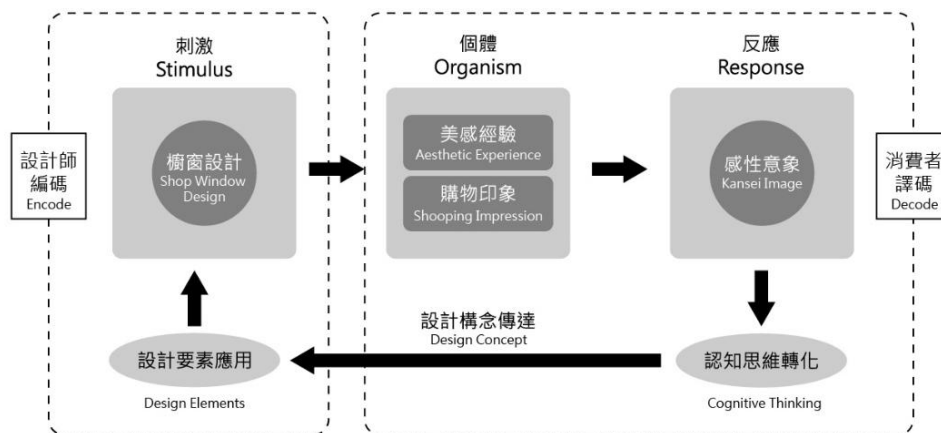 刺激
Stimulus
個體
Organism
反應
Response
設計師
編碼
Encode
櫥窗設計
Shop Window
Design
美感經驗
Aesthetic Experience
購物印象
Shooping Impression
感性意象
Kansei Image
消費者
譯碼
Decode
設計構念傳達
Design Concept
設計要素應用
Design Elements
認知思維轉化
Cognitive Thinking